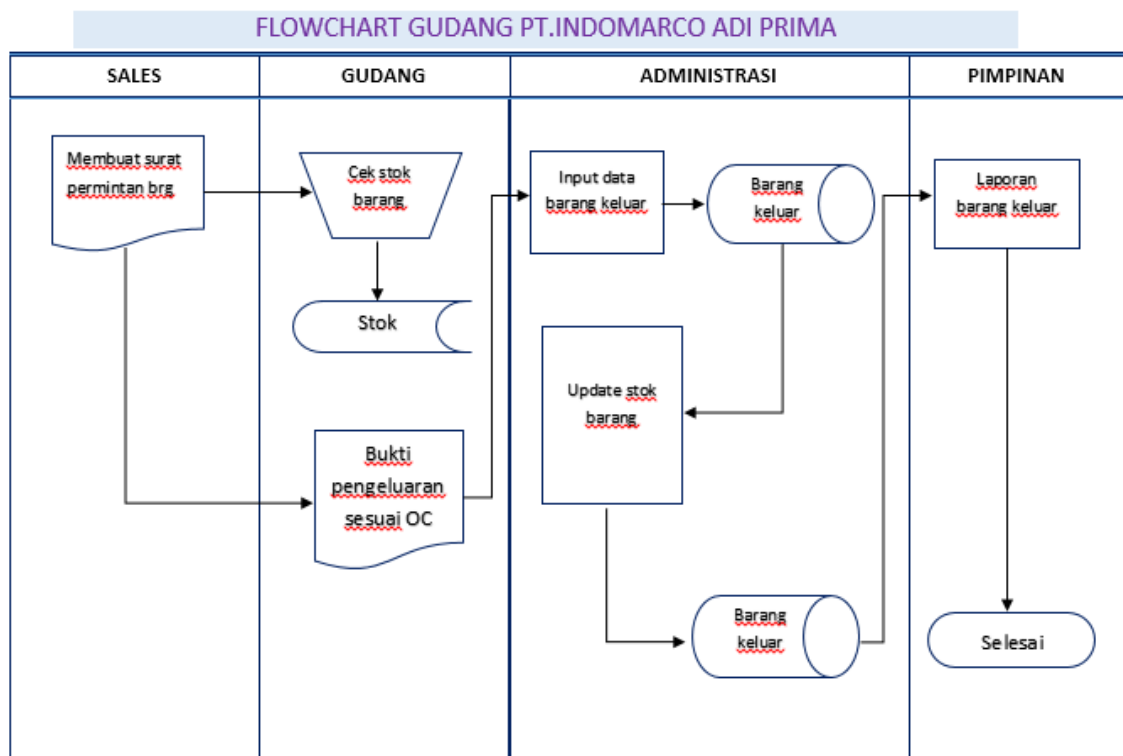 FLOWCHART GUDANG PT.INDOMARCO ADI PRIMA
SALES
GUDANG
ADMINISTRASI
PIMPINAN
Membuat surat
permintan brg
Cek stok
barang
Stok
Bukti
pengeluaran
sesuai OC
Input data
barang keluar
Barang
keluar
Update stok
barang
Barang
keluar
Laporan
barang keluar
Selesai